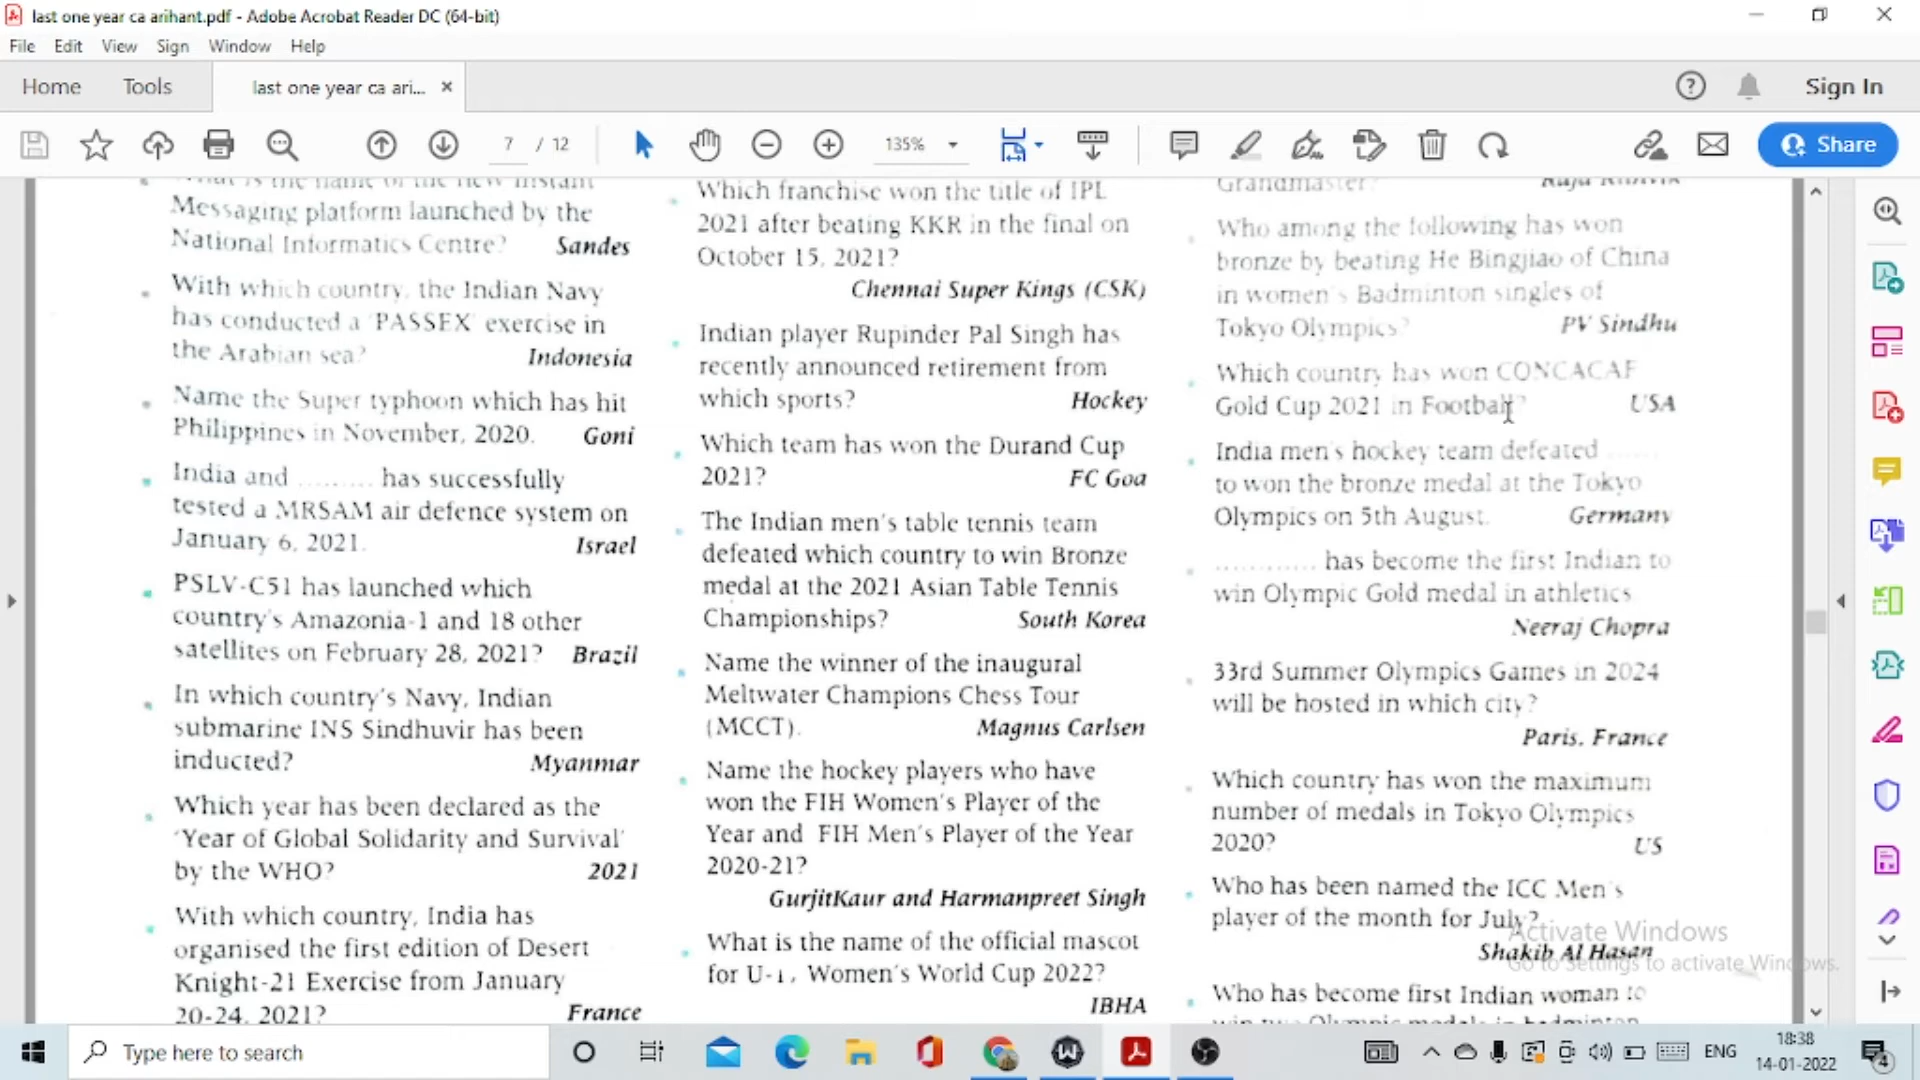 last one year ca arihant.pdf - Adobe Acrobat Reader DC (64-bit)
File Edit View Sign Window Help
Home Tools last one year ca ari... × Sign In
7 / 12 135% Share
What is the name of the new Instant
Messaging platform launched by the
National Informatics Centre? Sandes
With which country, the Indian Navy
has conducted a 'PASSEX' exercise in
the Arabian sea? Indonesia
Name the Super typhoon which has hit
Philippines in November, 2020. Goni
India and ......... has successfully
tested a MRSAM air defence system on
January 6, 2021. Israel
PSLV-C51 has launched which
country's Amazonia-1 and 18 other
satellites on February 28, 2021? Brazil
In which country's Navy, Indian
submarine INS Sindhuvir has been
inducted? Myanmar
Which year has been declared as the
'Year of Global Solidarity and Survival'
by the WHO? 2021
With which country, India has
organised the first edition of Desert
Knight-21 Exercise from January
20-24, 2021? France
Which franchise won the title of IPL
2021 after beating KKR in the final on
October 15, 2021?
Chennai Super Kings (CSK)
Indian player Rupinder Pal Singh has
recently announced retirement from
which sports? Hockey
Which team has won the Durand Cup
2021? FC Goa
The Indian men's table tennis team
defeated which country to win Bronze
medal at the 2021 Asian Table Tennis
Championships? South Korea
Name the winner of the inaugural
Meltwater Champions Chess Tour
(MCCT). Magnus Carlsen
Name the hockey players who have
won the FIH Women's Player of the
Year and FIH Men's Player of the Year
2020-21?
GurjitKaur and Harmanpreet Singh
What is the name of the official mascot
for Women's World Cup 2022?
IBHA
Grandmaster?
Who among the following has won
bronze by beating He Bingjiao of China
in women's Badminton singles of
Tokyo Olympics? PV Sindhu
Which country has won CONCACAF
Gold Cup 2021 in Football? USA
India men's hockey team defeated ......
to won the bronze medal at the Tokyo
Olympics on 5th August. Germany
............ has become the first Indian to
win Olympic Gold medal in athletics
Neeraj Chopra
33rd Summer Olympics Games in 2024
will be hosted in which city?
Paris, France
Which country has won the maximum
number of medals in Tokyo Olympics
2020? US
Who has been named the ICC Men's
player of the month for July?
Shakib Al Hasan
Who has become first Indian woman to
win two Olympic medals in badminton
Activate Windows
Go to Settings to activate Windows.
Type here to search
ENG
18:38
14-01-2022
4